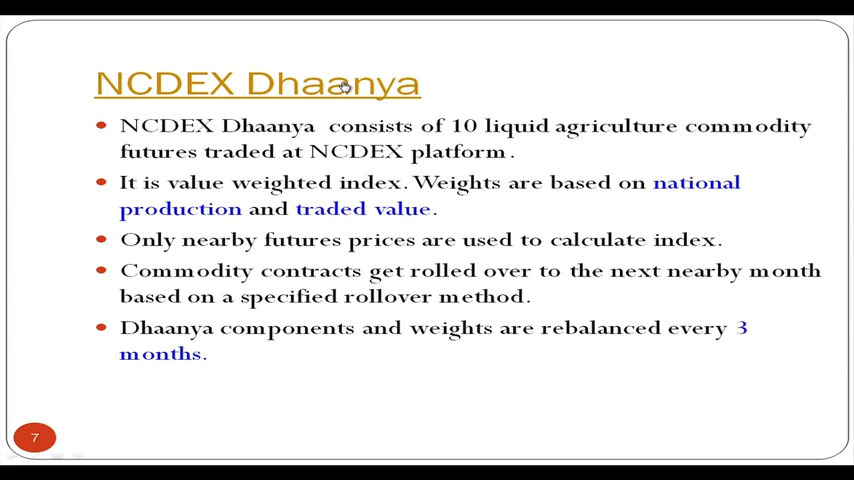 NCDEX Dhaanya
NCDEX Dhaanya consists of 10 liquid agriculture commodity
futures traded at NCDEX platform.
It is value weighted index. Weights are based on national
production and traded value.
Only nearby futures prices are used to calculate index.
Commodity contracts get rolled over to the next nearby month
based on a specified rollover method.
Dhaanya components and weights are rebalanced every 3
months.
7